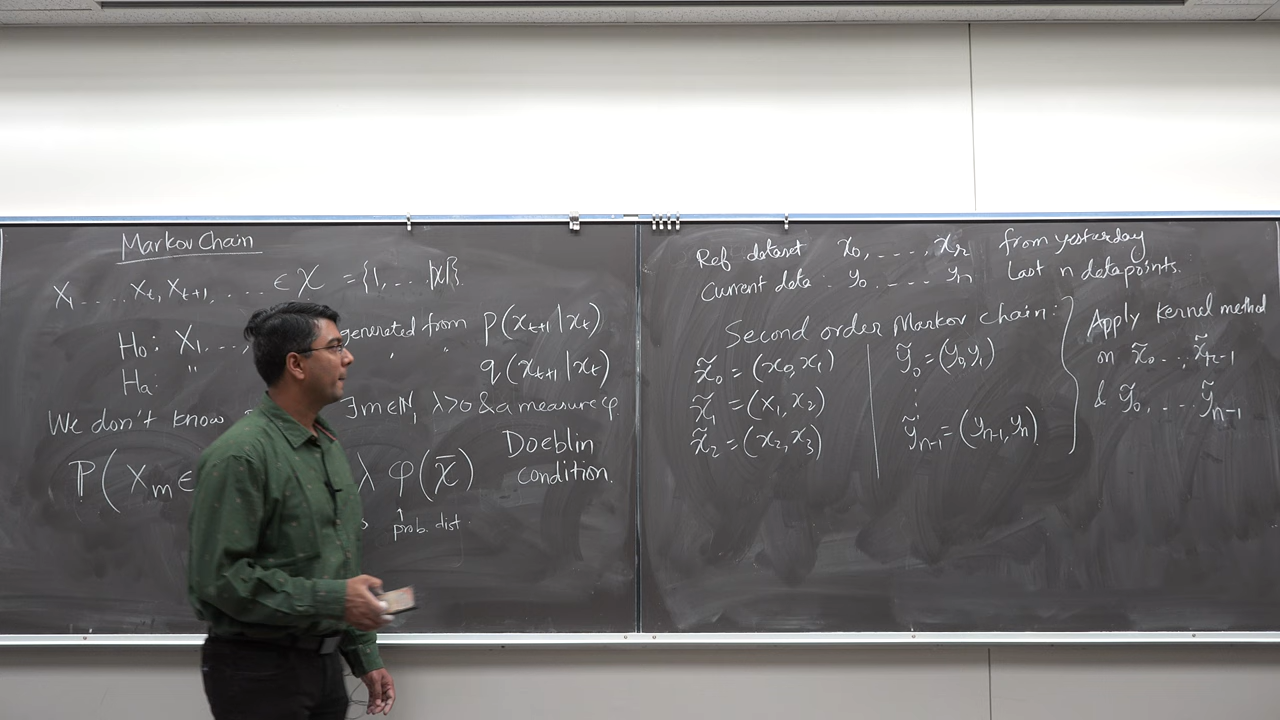 Markov Chain
X₁ .... X_t, X_{t+1}, .... ∈ 𝒳 = {1, ... |𝒳|}.
H₀: X₁ ..., generated from p(x_{t+1} | x_t)
Hₐ: " " " q(x_{t+1} | x_t)
We don't know ∃ m ∈ ℕ, λ>0 & a measure φ.
ℙ( X_m ∈ λ φ(𝒳̄)
Doeblin
condition.
↑
prob. dist.
Ref dataset x₀, ..., x_n from yesterday
Current data : y₀ ..... y_n Last n datapoints.
Second order Markov chain:
x̃₀ = (x₀, x₁)
x̃₁ = (x₁, x₂)
x̃₂ = (x₂, x₃)
ỹ₀ = (y₀, y₁)
⋮
ỹ_{n-1} = (y_{n-1}, y_n)
Apply kernel method
on x̃₀ ... x̃_{n-1}
& ỹ₀, .... ỹ_{n-1}